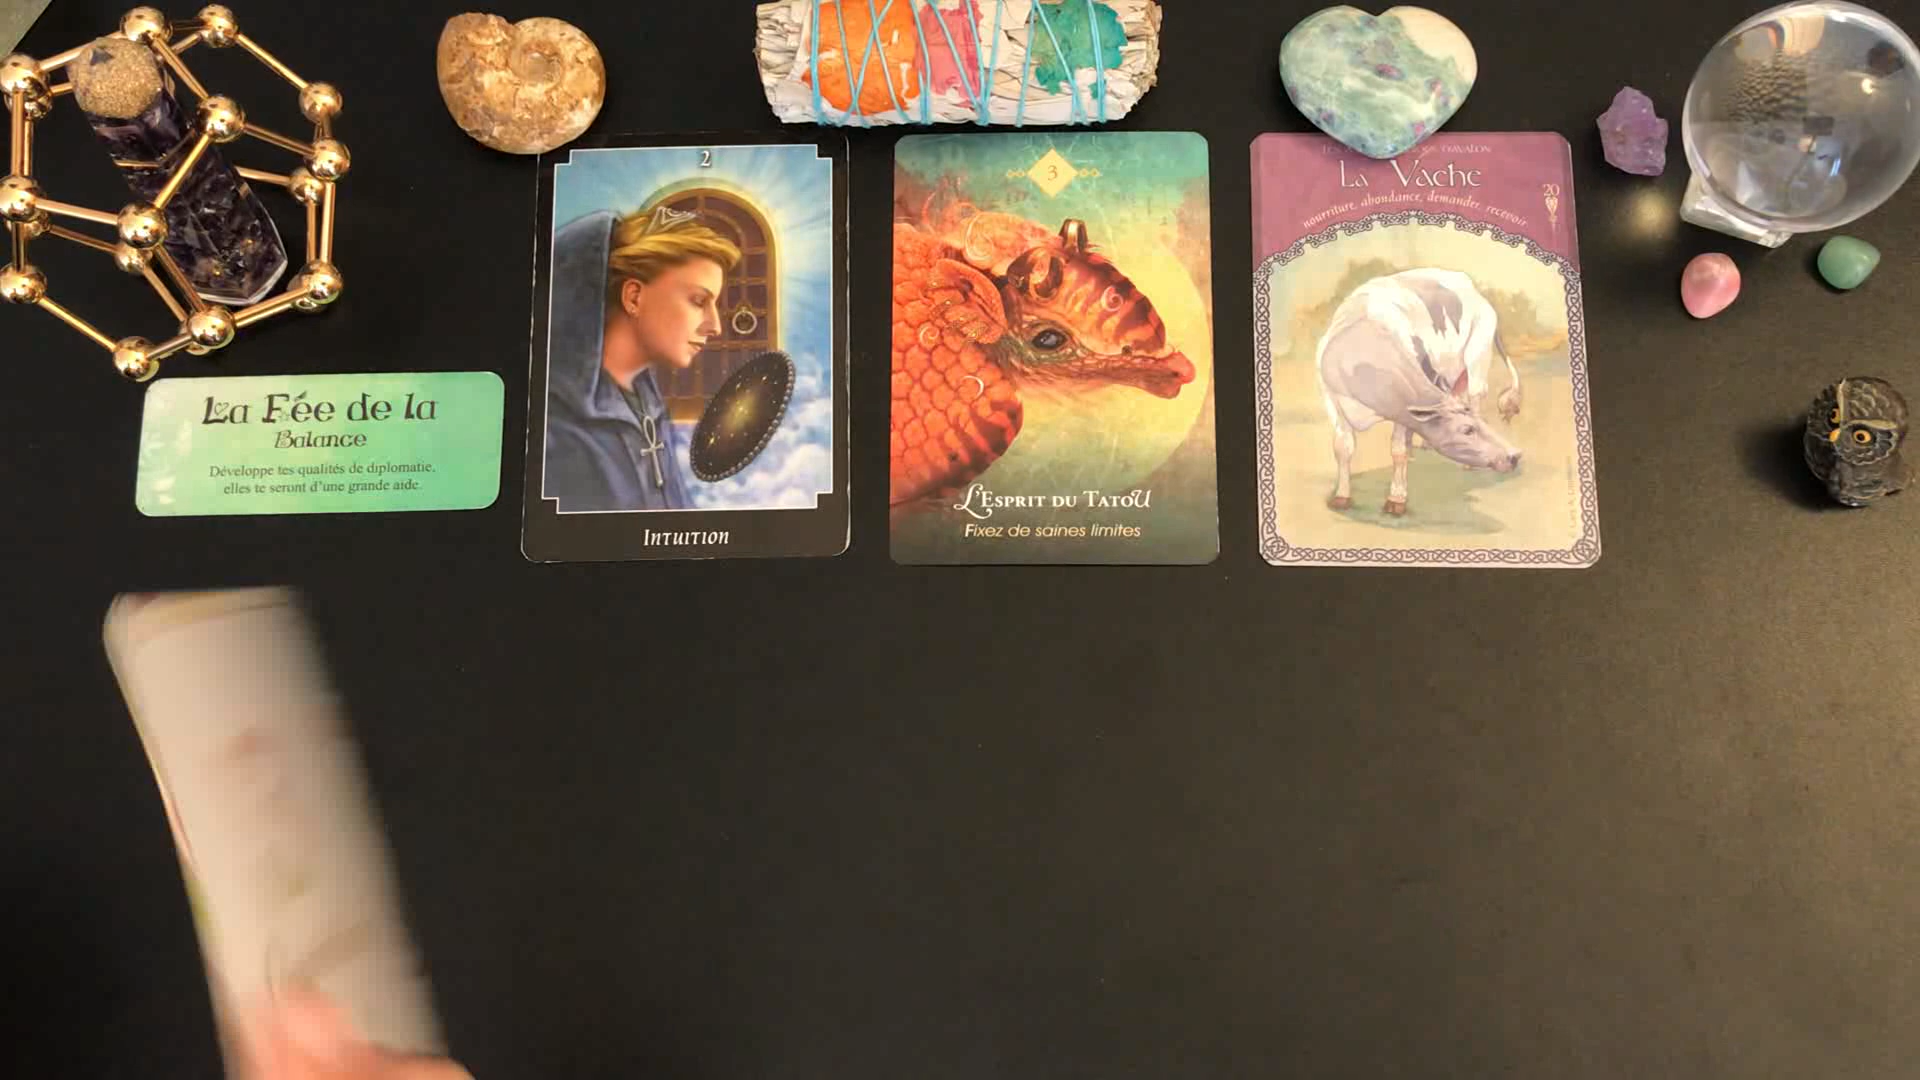 La Fée de la
Balance
Développe tes qualités de diplomatie,
elles te seront d'une grande aide.
2
Intuition
3
L'Esprit du Tatou
Fixez de saines limites
La Vache
20
nourriture, abondance, demander, recevoir